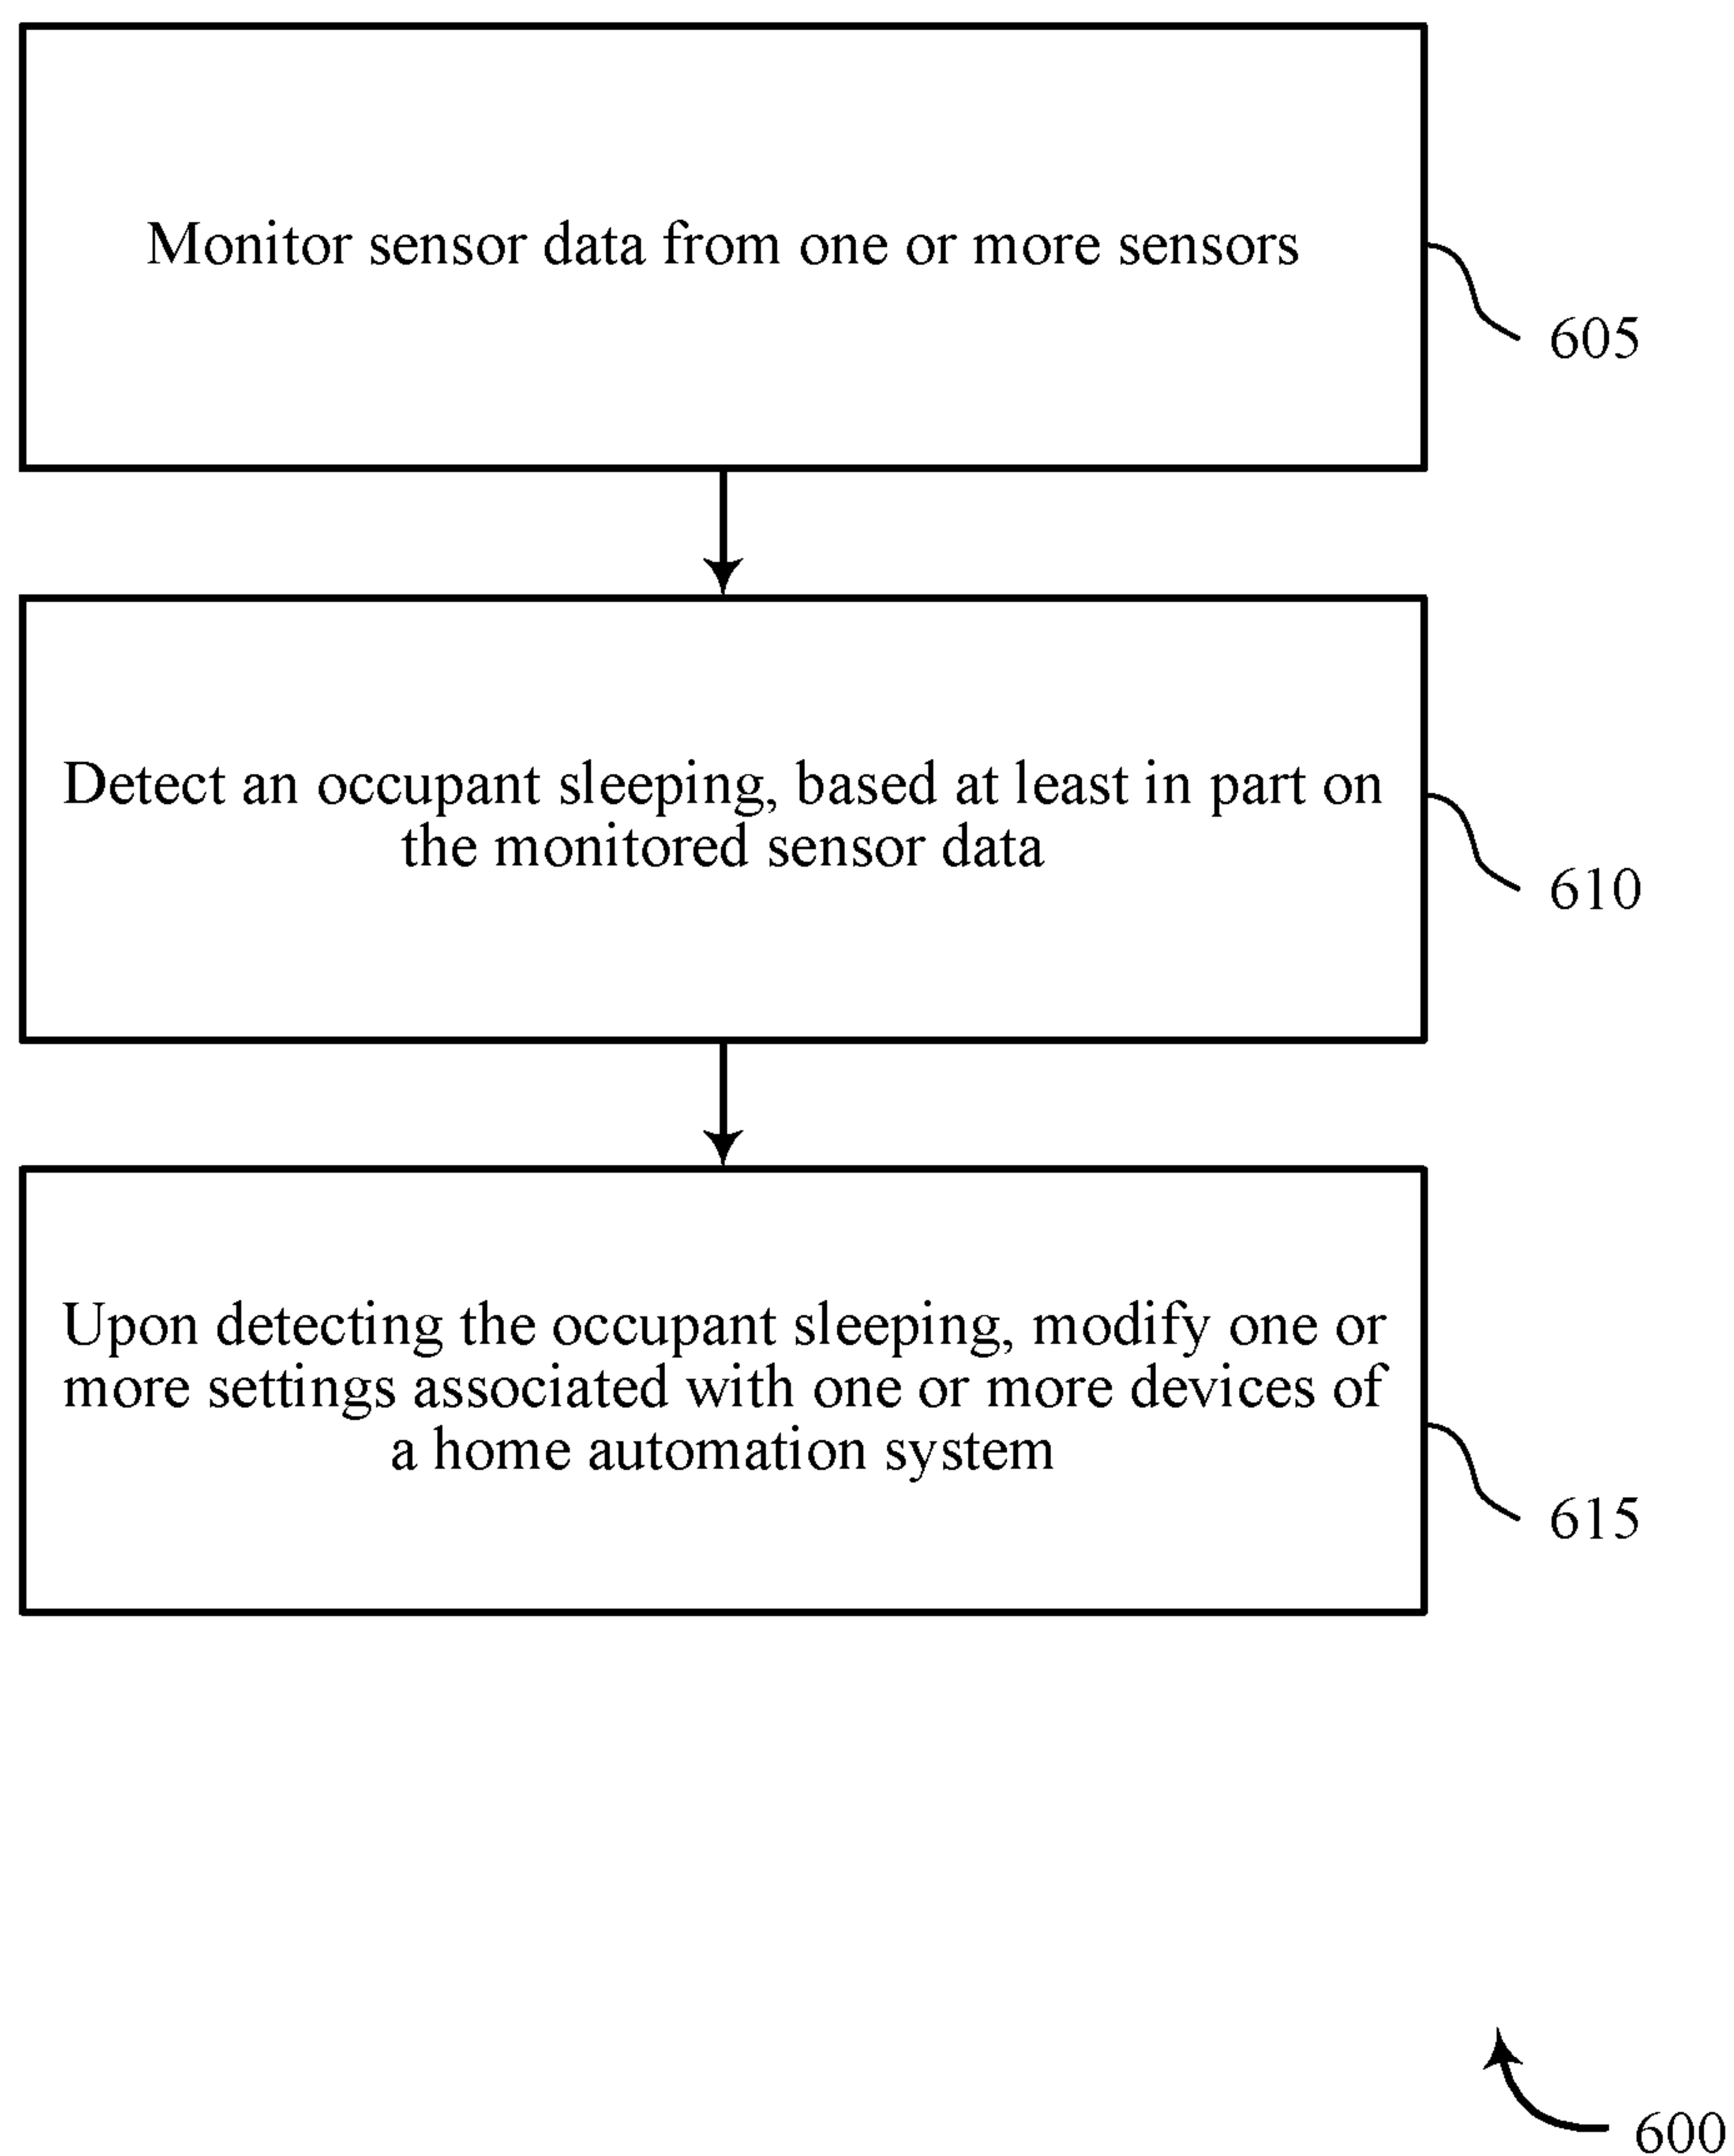 Monitor sensor data from one or more sensors
605
Detect an occupant sleeping, based at least in part on
the monitored sensor data
610
Upon detecting the occupant sleeping, modify one or
more settings associated with one or more devices of
a home automation system
615
600